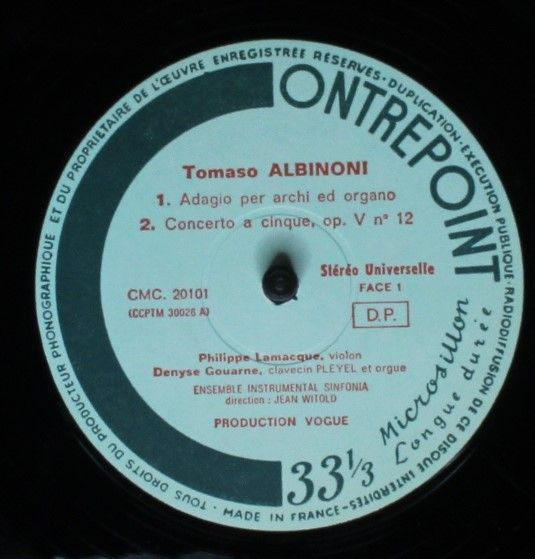 TOUS DROITS DU PRODUCTEUR PHONOGRAPHIQUE ET DU PROPRIETAIRE DE L'ŒUVRE ENREGISTRÉE RÉSERVÉS · DUPLICATION · EXÉCUTION PUBLIQUE · RADIODIFFUSION DE CE DISQUE INTERDITES · MADE IN FRANCE
CONTREPOINT
Tomaso ALBINONI
1. Adagio per archi ed organo
2. Concerto a cinque, op. V n° 12
Stéréo Universelle
CMC. 20101
FACE 1
(CCPTM 30026 A)
D.P.
Philippe Lamacque, violon
Denyse Gouarne, clavecin PLEYEL et orgue
ENSEMBLE INSTRUMENTAL SINFONIA
direction : JEAN WITOLD
PRODUCTION VOGUE
33 1/3
Microsillon
Longue durée